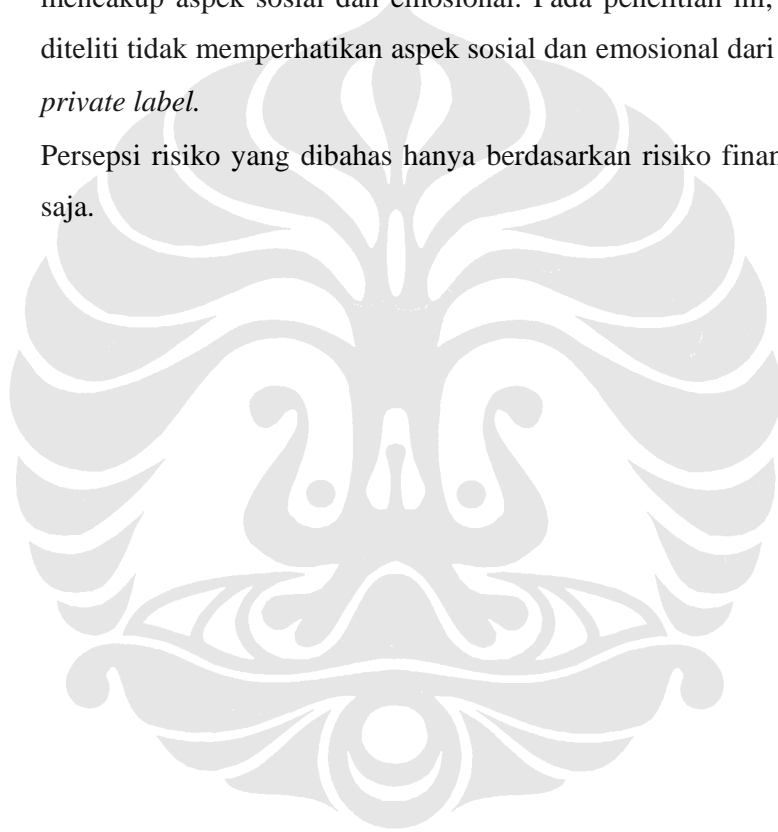 mencakup aspek sosial dan emosional. Pada penelitian ini,
diteliti tidak memperhatikan aspek sosial dan emosional dari
private label.
Persepsi risiko yang dibahas hanya berdasarkan risiko finan
saja.